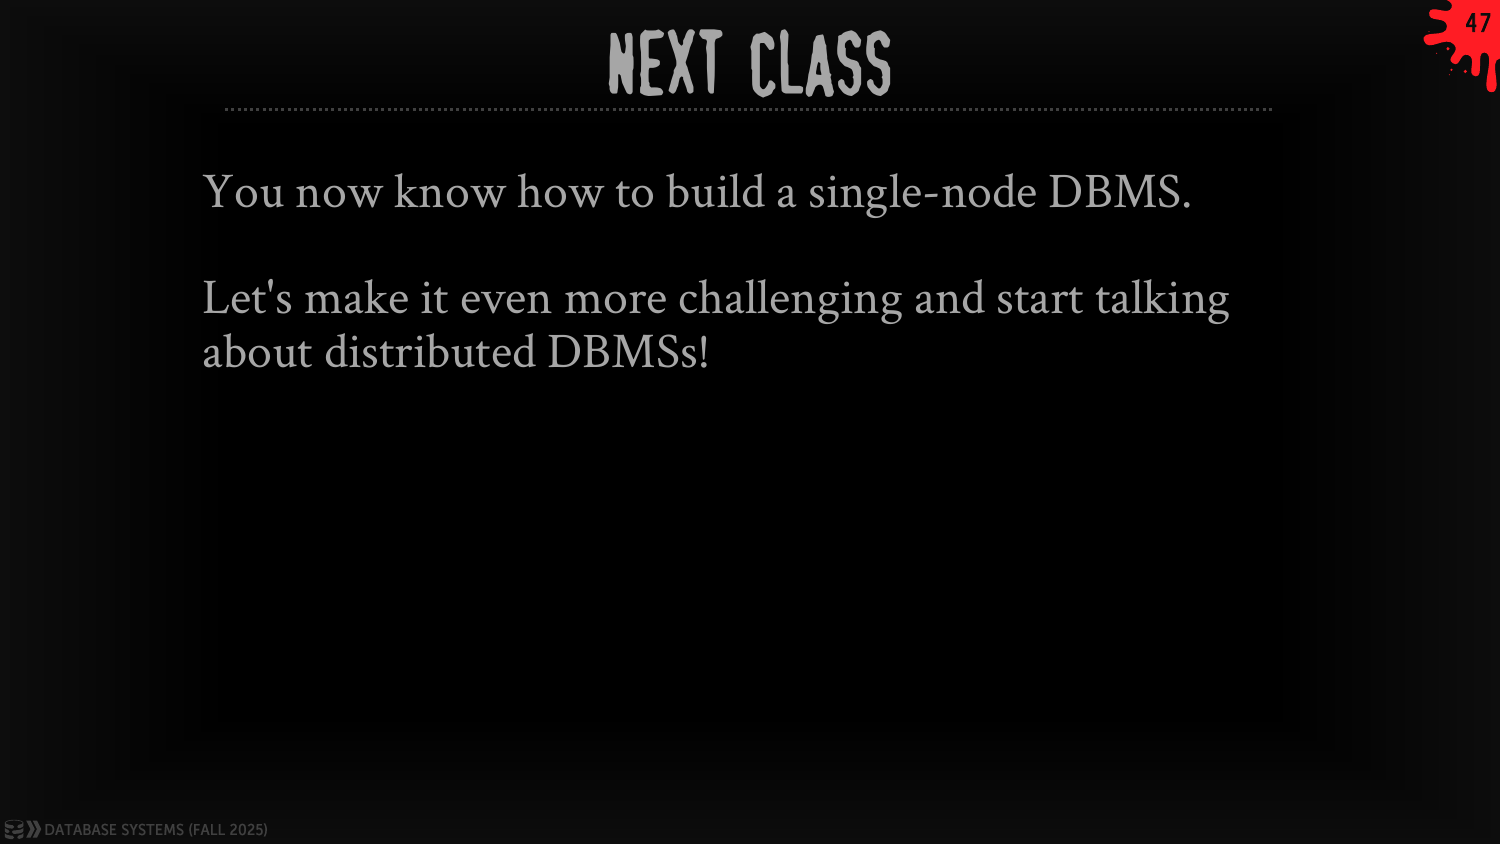 47
NEXT CLASS
You now know how to build a single-node DBMS.
Let's make it even more challenging and start talking
about distributed DBMSs!
DATABASE SYSTEMS (FALL 2025)